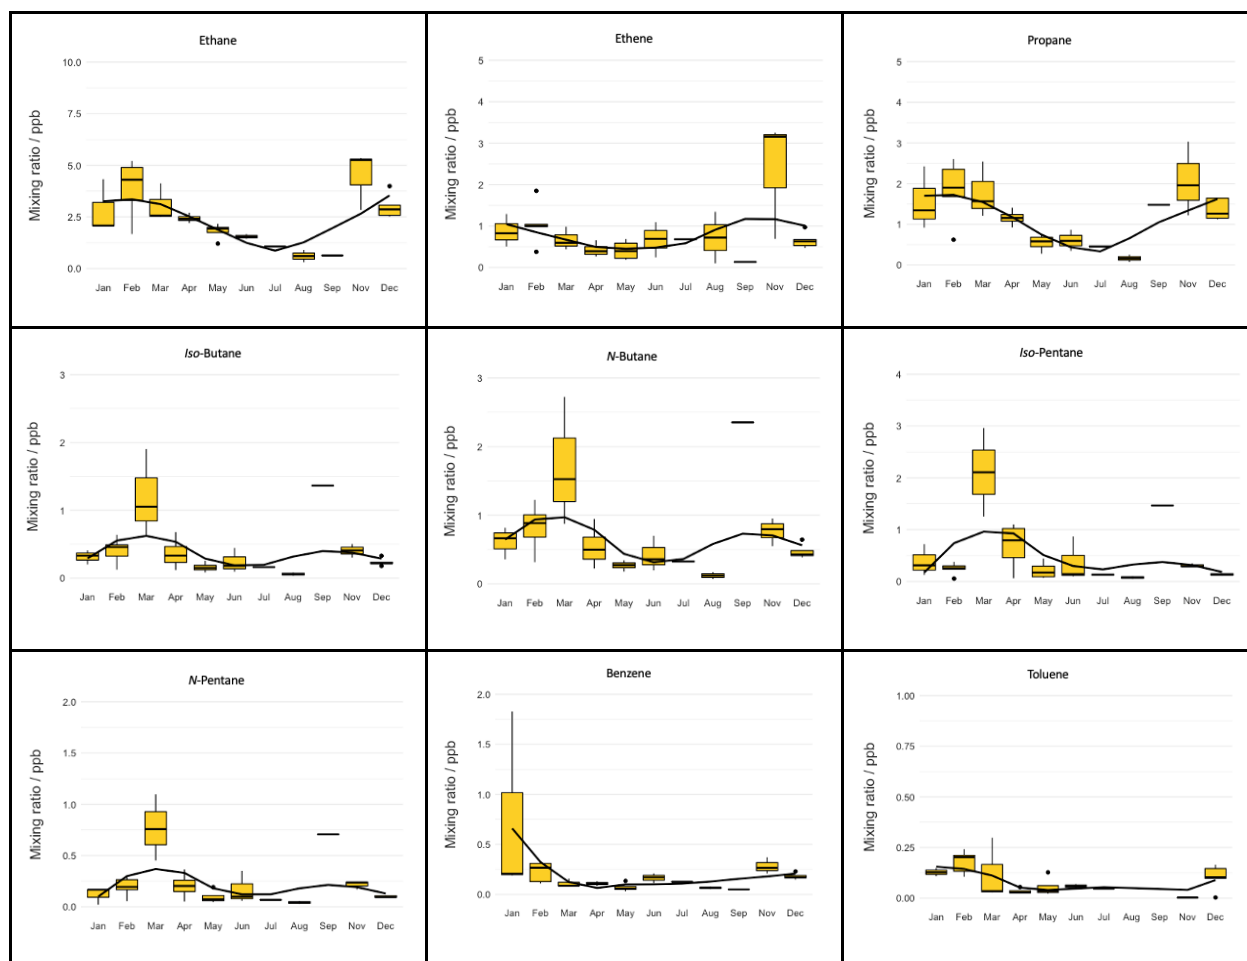 Ethane
10.0
7.5
5.0
2.5
0.0
Mixing ratio / ppb
Jan Feb Mar Apr May Jun Jul Aug Sep Nov Dec
Ethene
5
4
3
2
1
0
Mixing ratio / ppb
Jan Feb Mar Apr May Jun Jul Aug Sep Nov Dec
Propane
5
4
3
2
1
0
Mixing ratio / ppb
Jan Feb Mar Apr May Jun Jul Aug Sep Nov Dec
Iso-Butane
3
2
1
0
Mixing ratio / ppb
Jan Feb Mar Apr May Jun Jul Aug Sep Nov Dec
N-Butane
3
2
1
0
Mixing ratio / ppb
Jan Feb Mar Apr May Jun Jul Aug Sep Nov Dec
Iso-Pentane
4
3
2
1
0
Mixing ratio / ppb
Jan Feb Mar Apr May Jun Jul Aug Sep Nov Dec
N-Pentane
2.0
1.5
1.0
0.5
0.0
Mixing ratio / ppb
Jan Feb Mar Apr May Jun Jul Aug Sep Nov Dec
Benzene
2.0
1.5
1.0
0.5
0.0
Mixing ratio / ppb
Jan Feb Mar Apr May Jun Jul Aug Sep Nov Dec
Toluene
1.00
0.75
0.50
0.25
0.00
Mixing ratio / ppb
Jan Feb Mar Apr May Jun Jul Aug Sep Nov Dec